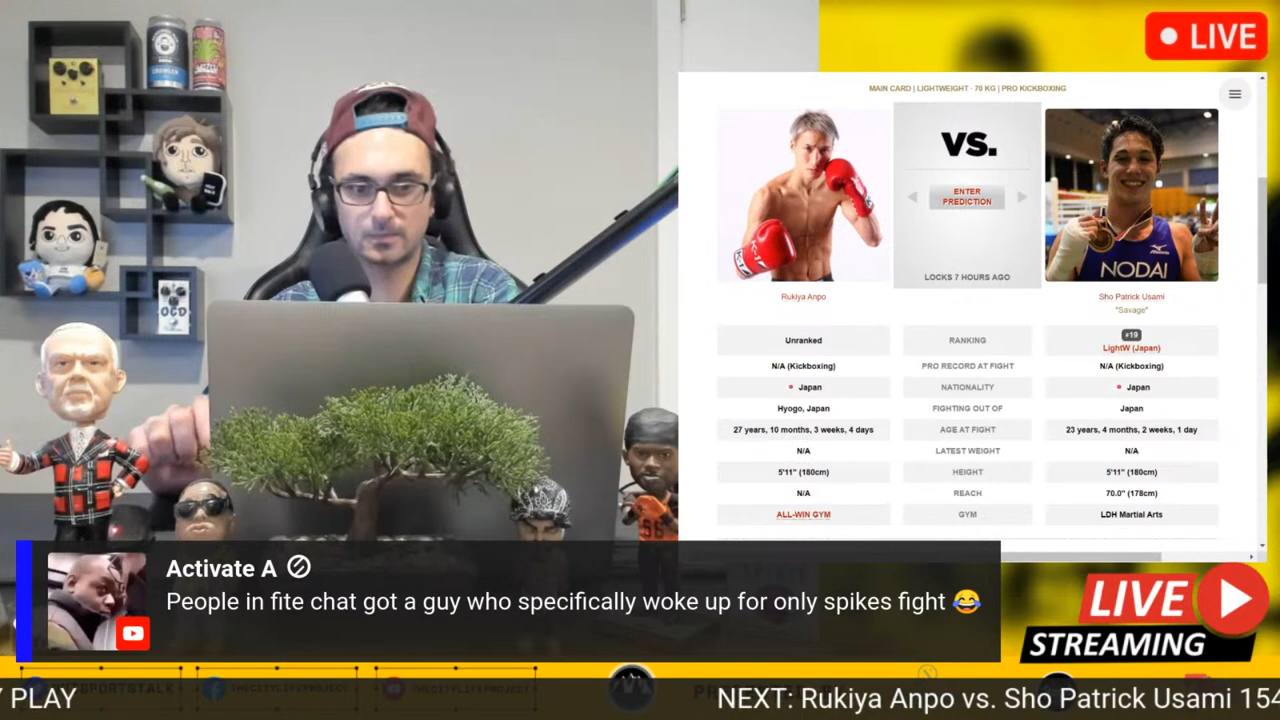 LIVE
MAIN CARD | LIGHTWEIGHT · 70 KG | PRO KICKBOXING
VS.
ENTER
PREDICTION
LOCKS 7 HOURS AGO
NODAI
OCD
Rukiya Anpo
Sho Patrick Usami
"Savage"
Unranked
RANKING
#19
LightW (Japan)
N/A (Kickboxing)
PRO RECORD AT FIGHT
N/A (Kickboxing)
Japan
NATIONALITY
Japan
Hyogo, Japan
FIGHTING OUT OF
Japan
27 years, 10 months, 3 weeks, 4 days
AGE AT FIGHT
23 years, 4 months, 2 weeks, 1 day
N/A
LATEST WEIGHT
N/A
5'11" (180cm)
HEIGHT
5'11" (180cm)
N/A
REACH
70.0" (178cm)
ALL-WIN GYM
GYM
LDH Martial Arts
Activate A
People in fite chat got a guy who specifically woke up for only spikes fight 😂
LIVE
STREAMING
THECITYLIFEPROJECT
THECITYLIFEPROJECT
Y PLAY
NEXT: Rukiya Anpo vs. Sho Patrick Usami 154